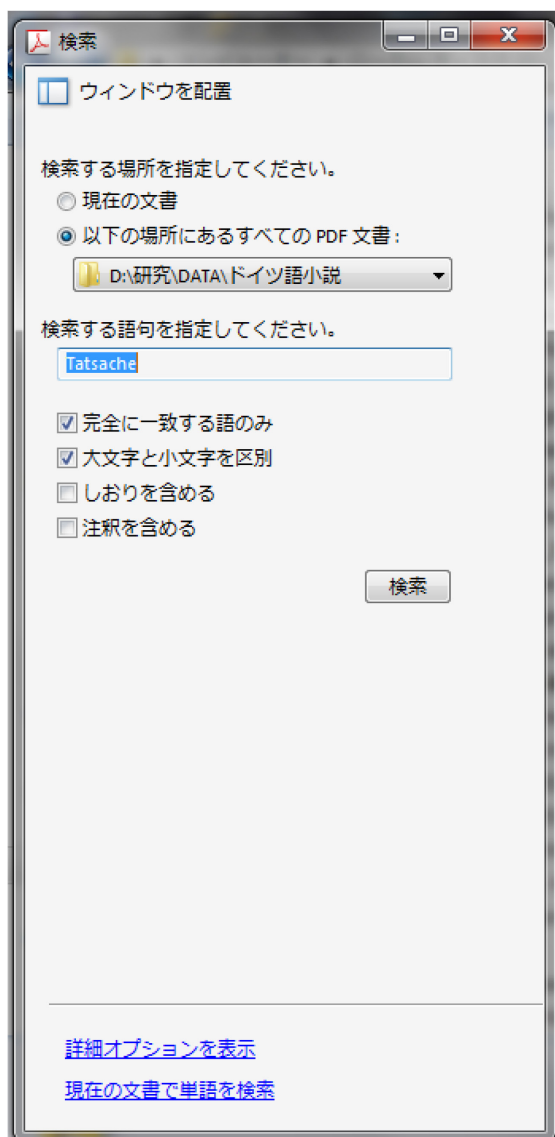 検索
ウィンドウを配置
検索する場所を指定してください。
現在の文書
以下の場所にあるすべての PDF 文書:
D:\研究\DATA\ドイツ語小説
検索する語句を指定してください。
Tatsache
完全に一致する語のみ
大文字と小文字を区別
しおりを含める
注釈を含める
検索
詳細オプションを表示
現在の文書で単語を検索